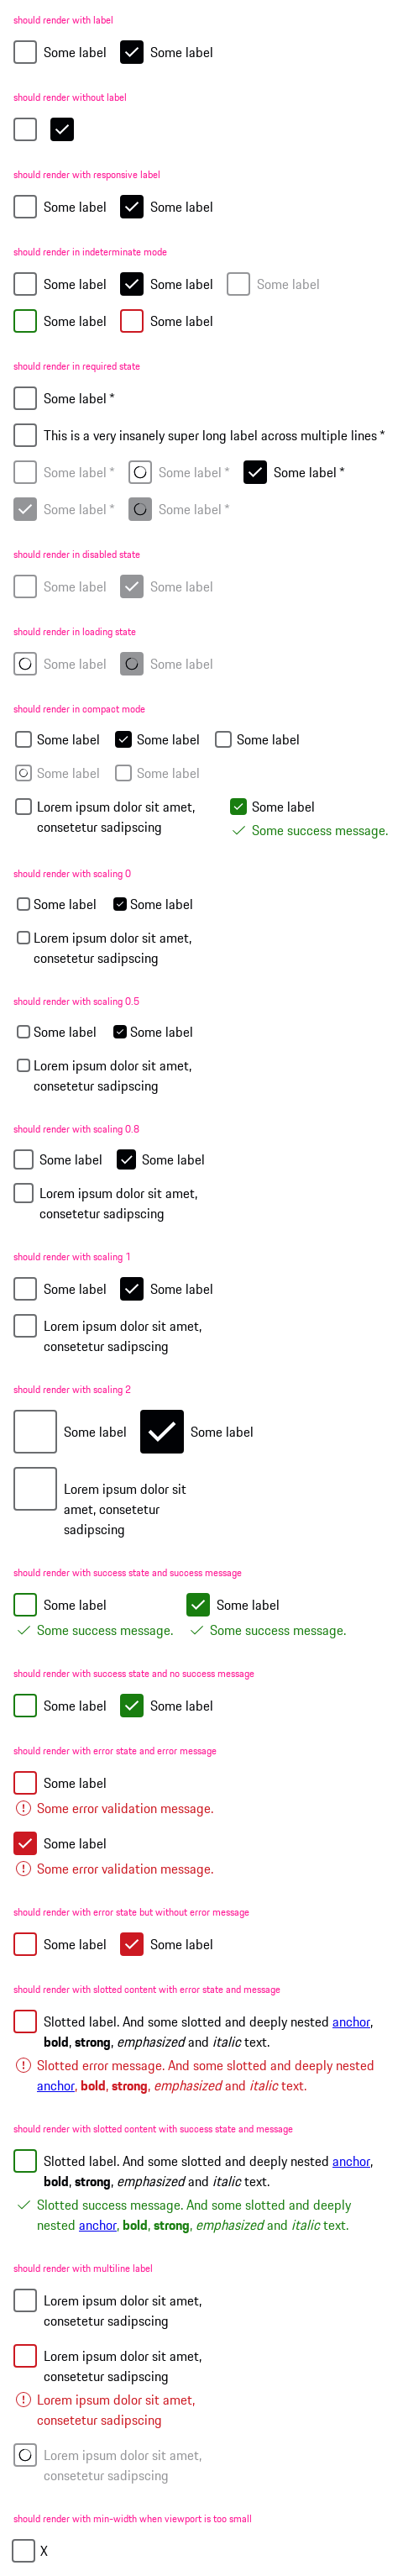 should render with label
Some label Some label
should render without label
should render with responsive label
Some label Some label
should render in indeterminate mode
Some label Some label Some label
Some label Some label
should render in required state
Some label *
This is a very insanely super long label across multiple lines *
Some label * Some label * Some label *
Some label * Some label *
should render in disabled state
Some label Some label
should render in loading state
Some label Some label
should render in compact mode
Some label Some label Some label
Some label Some label
Lorem ipsum dolor sit amet, Some label
consetetur sadipscing Some success message.
should render with scaling 0
Some label Some label
Lorem ipsum dolor sit amet,
consetetur sadipscing
should render with scaling 0.5
Some label Some label
Lorem ipsum dolor sit amet,
consetetur sadipscing
should render with scaling 0.8
Some label Some label
Lorem ipsum dolor sit amet,
consetetur sadipscing
should render with scaling 1
Some label Some label
Lorem ipsum dolor sit amet,
consetetur sadipscing
should render with scaling 2
Some label Some label
Lorem ipsum dolor sit
amet, consetetur
sadipscing
should render with success state and success message
Some label Some label
Some success message. Some success message.
should render with success state and no success message
Some label Some label
should render with error state and error message
Some label
Some error validation message.
Some label
Some error validation message.
should render with error state but without error message
Some label Some label
should render with slotted content with error state and message
Slotted label. And some slotted and deeply nested anchor,
bold, strong, emphasized and italic text.
Slotted error message. And some slotted and deeply nested
anchor, bold, strong, emphasized and italic text.
should render with slotted content with success state and message
Slotted label. And some slotted and deeply nested anchor,
bold, strong, emphasized and italic text.
Slotted success message. And some slotted and deeply
nested anchor, bold, strong, emphasized and italic text.
should render with multiline label
Lorem ipsum dolor sit amet,
consetetur sadipscing
Lorem ipsum dolor sit amet,
consetetur sadipscing
Lorem ipsum dolor sit amet,
consetetur sadipscing
Lorem ipsum dolor sit amet,
consetetur sadipscing
should render with min-width when viewport is too small
X